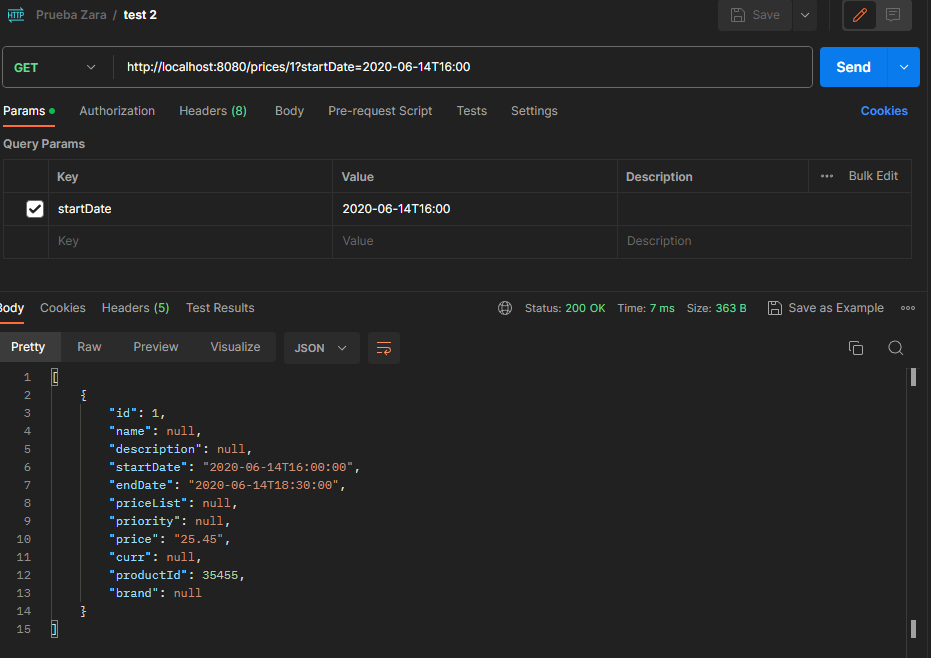 HTTP Prueba Zara / test 2 Save
GET http://localhost:8080/prices/1?startDate=2020-06-14T16:00 Send
Params Authorization Headers (8) Body Pre-request Script Tests Settings Cookies
Query Params
Key Value Description Bulk Edit
startDate 2020-06-14T16:00
Key Value Description
Body Cookies Headers (5) Test Results Status: 200 OK Time: 7 ms Size: 363 B Save as Example
Pretty Raw Preview Visualize JSON
1 [
2 {
3 "id": 1,
4 "name": null,
5 "description": null,
6 "startDate": "2020-06-14T16:00:00",
7 "endDate": "2020-06-14T18:30:00",
8 "priceList": null,
9 "priority": null,
10 "price": "25.45",
11 "curr": null,
12 "productId": 35455,
13 "brand": null
14 }
15 ]